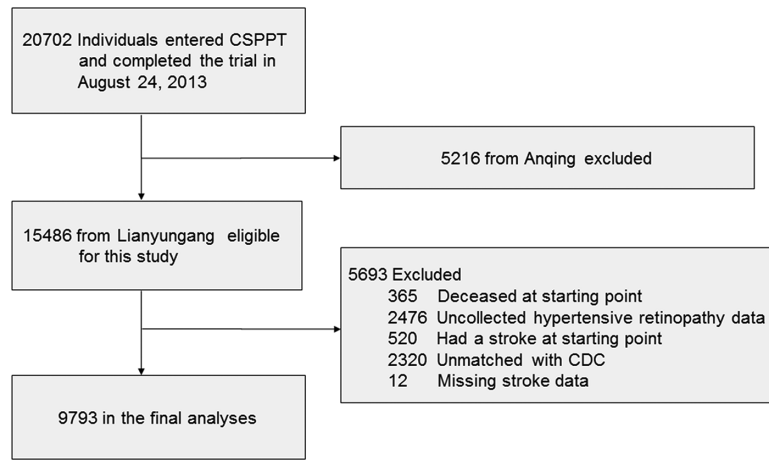 20702 Individuals entered CSPPT
and completed the trial in
August 24, 2013
5216 from Anqing excluded
15486 from Lianyungang eligible
for this study
5693 Excluded
365 Deceased at starting point
2476 Uncollected hypertensive retinopathy data
520 Had a stroke at starting point
2320 Unmatched with CDC
12 Missing stroke data
9793 in the final analyses